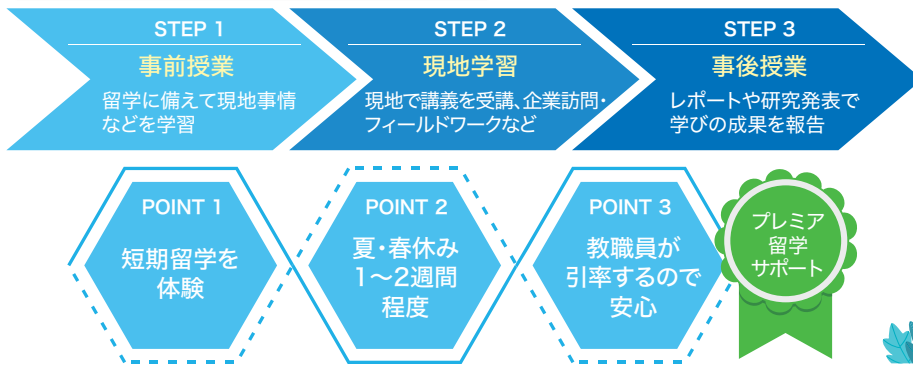 STEP 1
事前授業
留学に備えて現地事情
などを学習
STEP 2
現地学習
現地で講義を受講、企業訪問・
フィールドワークなど
STEP 3
事後授業
レポートや研究発表で
学びの成果を報告
POINT 1
短期留学を
体験
POINT 2
夏・春休み
1〜2週間
程度
POINT 3
教職員が
引率するので
安心
プレミア
留学
サポート